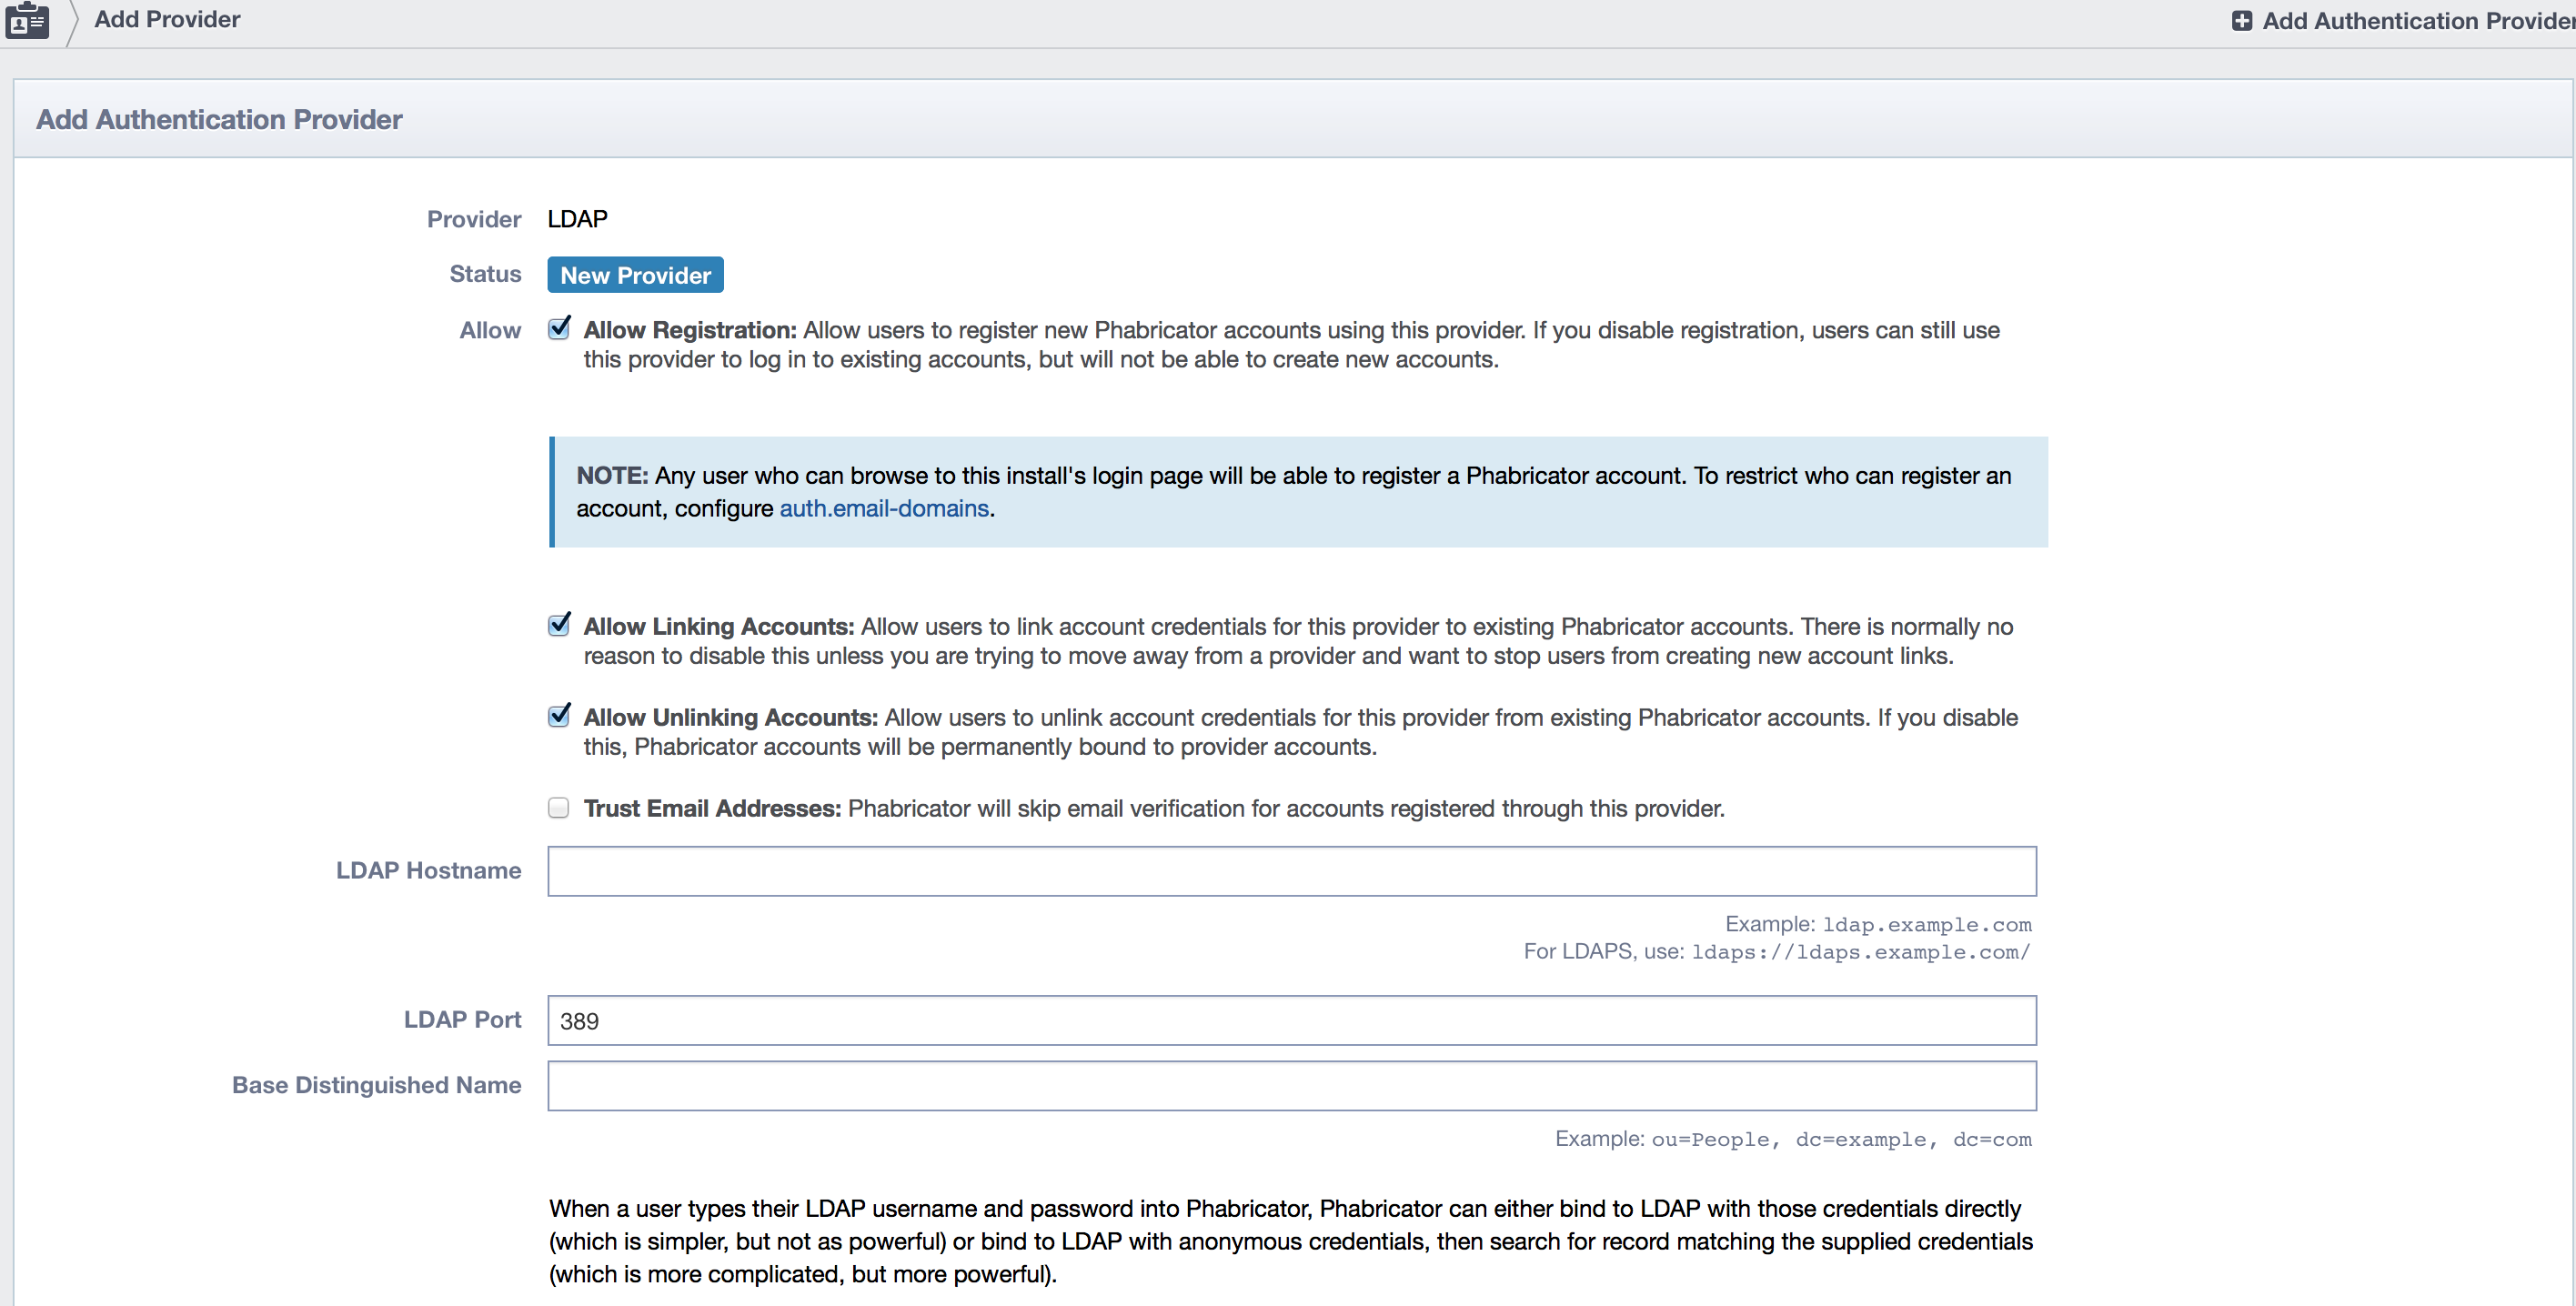 Add Provider
Add Authentication Provider
Add Authentication Provider
Provider LDAP
Status New Provider
Allow Allow Registration: Allow users to register new Phabricator accounts using this provider. If you disable registration, users can still use
this provider to log in to existing accounts, but will not be able to create new accounts.
NOTE: Any user who can browse to this install's login page will be able to register a Phabricator account. To restrict who can register an
account, configure auth.email-domains.
Allow Linking Accounts: Allow users to link account credentials for this provider to existing Phabricator accounts. There is normally no
reason to disable this unless you are trying to move away from a provider and want to stop users from creating new account links.
Allow Unlinking Accounts: Allow users to unlink account credentials for this provider from existing Phabricator accounts. If you disable
this, Phabricator accounts will be permanently bound to provider accounts.
Trust Email Addresses: Phabricator will skip email verification for accounts registered through this provider.
LDAP Hostname
Example: ldap.example.com
For LDAPS, use: ldaps://ldaps.example.com/
LDAP Port 389
Base Distinguished Name
Example: ou=People, dc=example, dc=com
When a user types their LDAP username and password into Phabricator, Phabricator can either bind to LDAP with those credentials directly
(which is simpler, but not as powerful) or bind to LDAP with anonymous credentials, then search for record matching the supplied credentials
(which is more complicated, but more powerful).